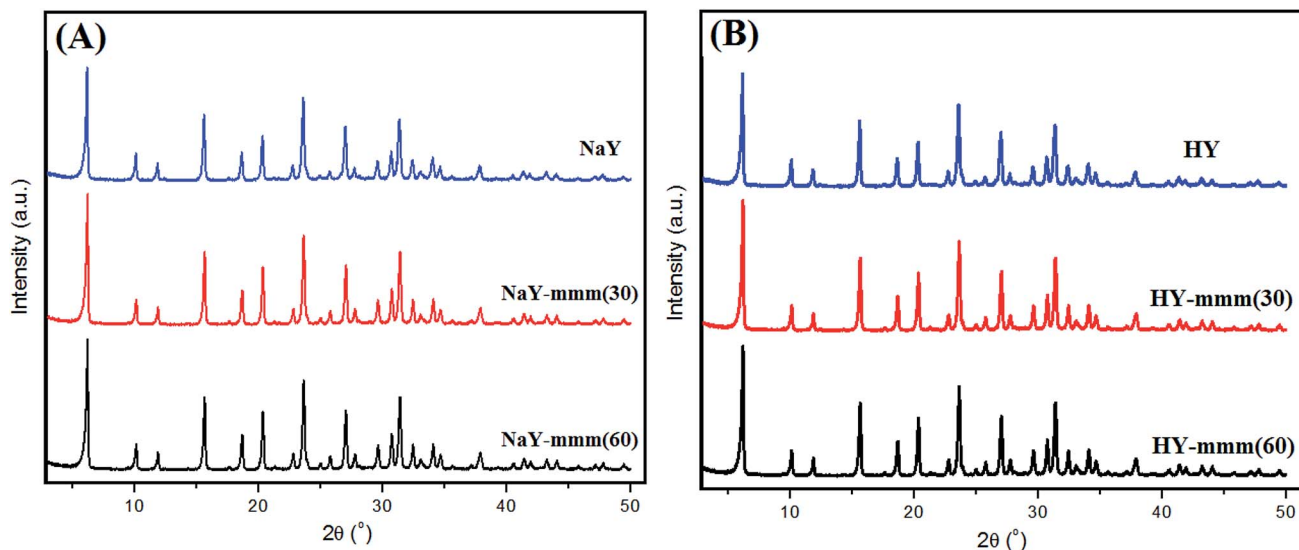 (A)
NaY
NaY-mmm(30)
NaY-mmm(60)
Intensity (a.u.)
10 20 30 40 50
2θ (°)
(B)
HY
HY-mmm(30)
HY-mmm(60)
Intensity (a.u.)
10 20 30 40 50
2θ (°)